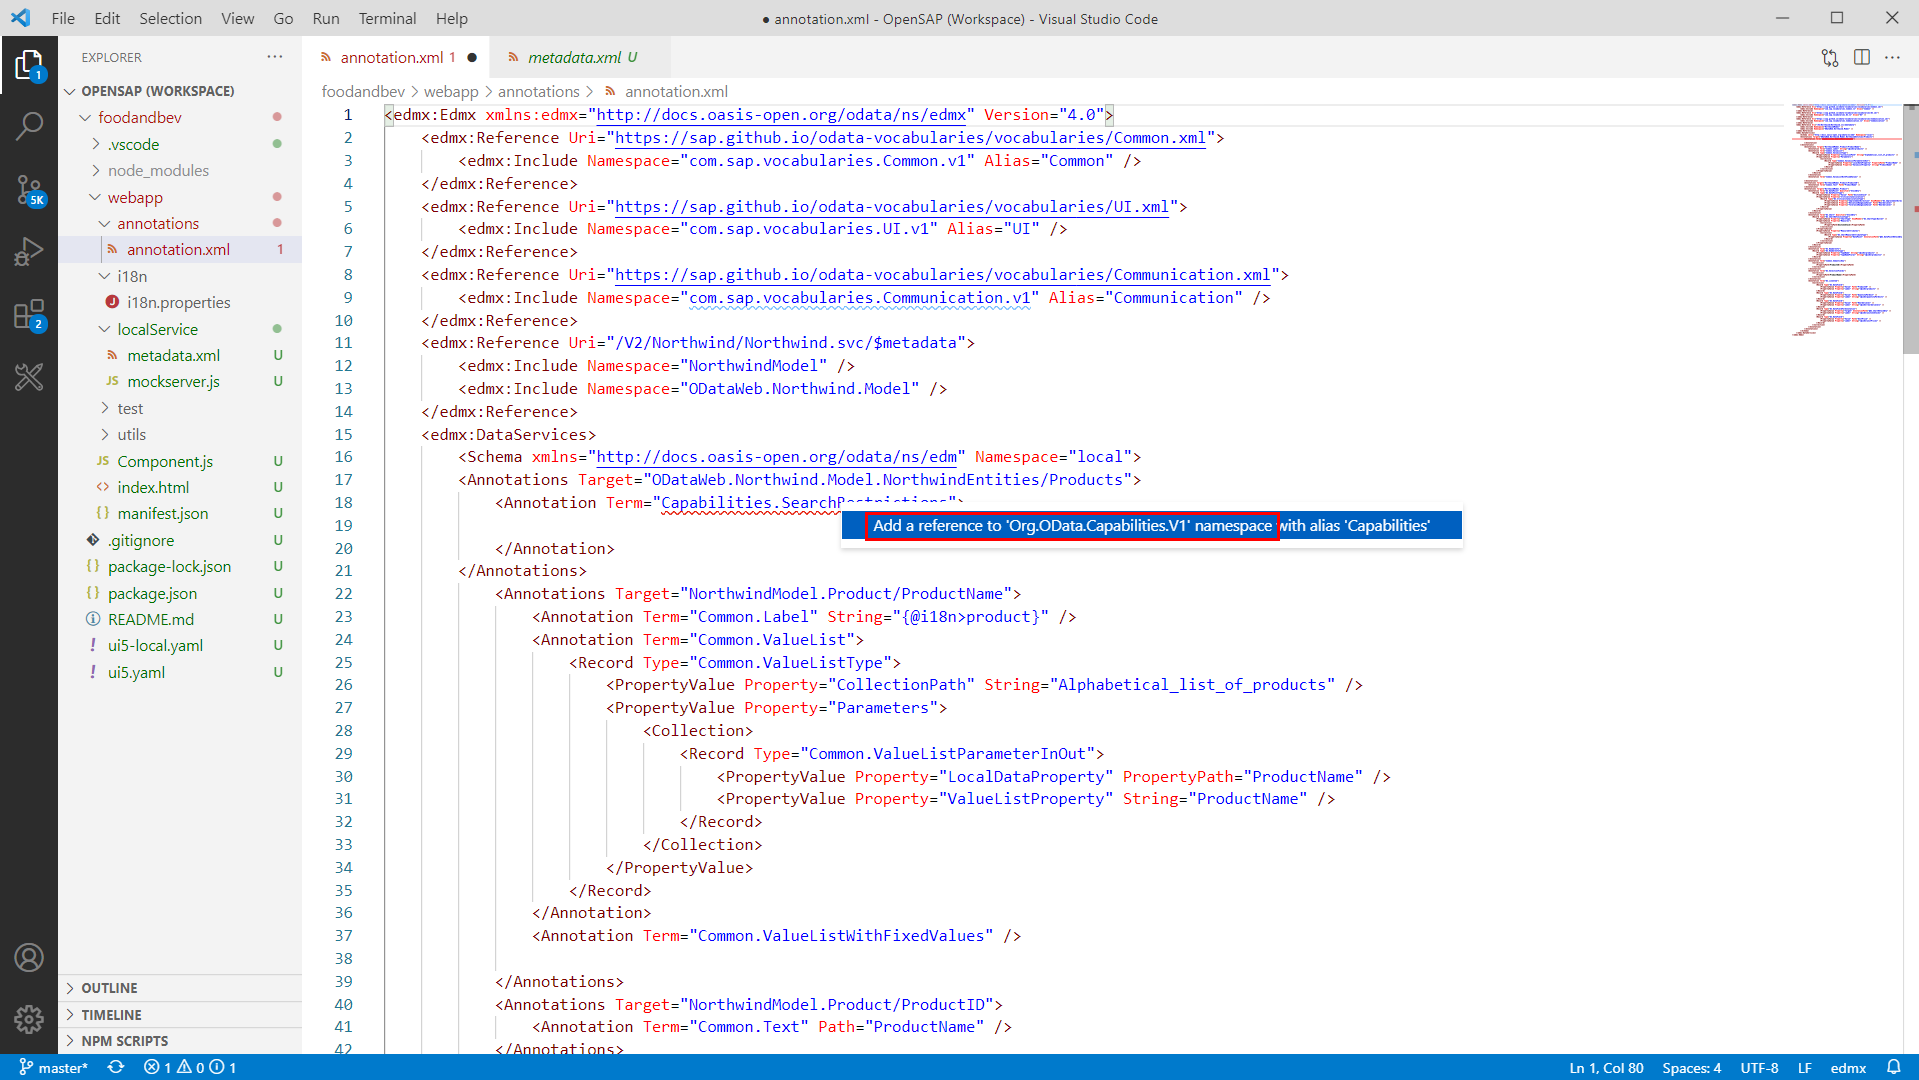 File Edit Selection View Go Run Terminal Help
● annotation.xml - OpenSAP (Workspace) - Visual Studio Code
EXPLORER ···
annotation.xml 1 ●
metadata.xml U
foodandbev > webapp > annotations > annotation.xml
OPENSAP (WORKSPACE)
foodandbev
.vscode
node_modules
webapp
annotations
annotation.xml 1
i18n
i18n.properties
localService
metadata.xml U
JS mockserver.js U
test
utils
JS Component.js U
<> index.html U
{} manifest.json U
.gitignore U
{} package-lock.json U
{} package.json U
README.md U
! ui5-local.yaml U
! ui5.yaml U
OUTLINE
TIMELINE
NPM SCRIPTS
1
5K
2
1 <edmx:Edmx xmlns:edmx="http://docs.oasis-open.org/odata/ns/edmx" Version="4.0">
2 <edmx:Reference Uri="https://sap.github.io/odata-vocabularies/vocabularies/Common.xml">
3 <edmx:Include Namespace="com.sap.vocabularies.Common.v1" Alias="Common" />
4 </edmx:Reference>
5 <edmx:Reference Uri="https://sap.github.io/odata-vocabularies/vocabularies/UI.xml">
6 <edmx:Include Namespace="com.sap.vocabularies.UI.v1" Alias="UI" />
7 </edmx:Reference>
8 <edmx:Reference Uri="https://sap.github.io/odata-vocabularies/vocabularies/Communication.xml">
9 <edmx:Include Namespace="com.sap.vocabularies.Communication.v1" Alias="Communication" />
10 </edmx:Reference>
11 <edmx:Reference Uri="/V2/Northwind/Northwind.svc/$metadata">
12 <edmx:Include Namespace="NorthwindModel" />
13 <edmx:Include Namespace="ODataWeb.Northwind.Model" />
14 </edmx:Reference>
15 <edmx:DataServices>
16 <Schema xmlns="http://docs.oasis-open.org/odata/ns/edm" Namespace="local">
17 <Annotations Target="ODataWeb.Northwind.Model.NorthwindEntities/Products">
18 <Annotation Term="Capabilities.SearchRestrictions">
19
Add a reference to 'Org.OData.Capabilities.V1' namespace with alias 'Capabilities'
20 </Annotation>
21 </Annotations>
22 <Annotations Target="NorthwindModel.Product/ProductName">
23 <Annotation Term="Common.Label" String="{@i18n>product}" />
24 <Annotation Term="Common.ValueList">
25 <Record Type="Common.ValueListType">
26 <PropertyValue Property="CollectionPath" String="Alphabetical_list_of_products" />
27 <PropertyValue Property="Parameters">
28 <Collection>
29 <Record Type="Common.ValueListParameterInOut">
30 <PropertyValue Property="LocalDataProperty" PropertyPath="ProductName" />
31 <PropertyValue Property="ValueListProperty" String="ProductName" />
32 </Record>
33 </Collection>
34 </PropertyValue>
35 </Record>
36 </Annotation>
37 <Annotation Term="Common.ValueListWithFixedValues" />
38
39 </Annotations>
40 <Annotations Target="NorthwindModel.Product/ProductID">
41 <Annotation Term="Common.Text" Path="ProductName" />
42 </Annotations>
master* 1 0 1 Ln 1, Col 80 Spaces: 4 UTF-8 LF edmx